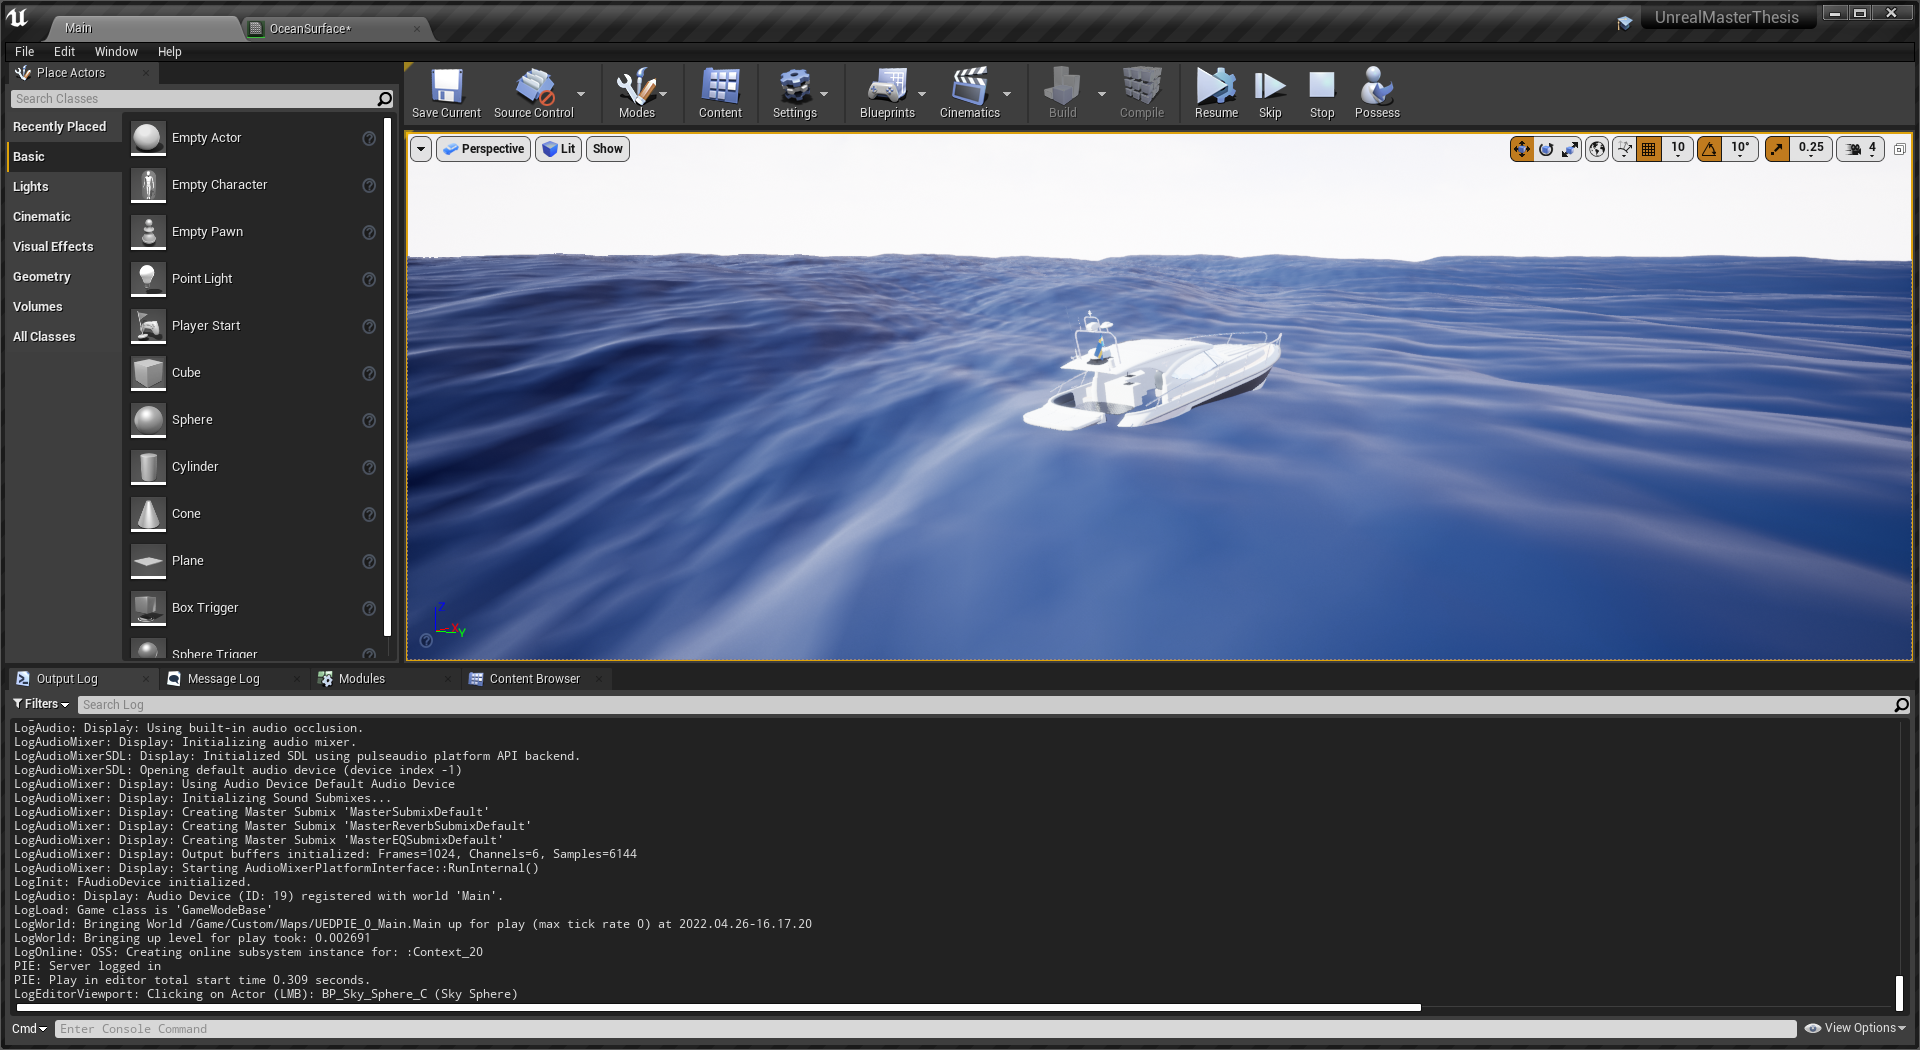 Main
OceanSurface*
UnrealMasterThesis
File Edit Window Help
Place Actors
Search Classes
Recently Placed
Basic
Lights
Cinematic
Visual Effects
Geometry
Volumes
All Classes
Empty Actor
Empty Character
Empty Pawn
Point Light
Player Start
Cube
Sphere
Cylinder
Cone
Plane
Box Trigger
Sphere Trigger
Save Current
Source Control
Modes
Content
Settings
Blueprints
Cinematics
Build
Compile
Resume
Skip
Stop
Possess
Perspective
Lit
Show
10
10°
0.25
4
Z
X
Y
Output Log
Message Log
Modules
Content Browser
Filters
Search Log
LogAudio: Display: Using built-in audio occlusion.
LogAudioMixer: Display: Initializing audio mixer.
LogAudioMixerSDL: Display: Initialized SDL using pulseaudio platform API backend.
LogAudioMixerSDL: Opening default audio device (device index -1)
LogAudioMixer: Display: Using Audio Device Default Audio Device
LogAudioMixer: Display: Initializing Sound Submixes...
LogAudioMixer: Display: Creating Master Submix 'MasterSubmixDefault'
LogAudioMixer: Display: Creating Master Submix 'MasterReverbSubmixDefault'
LogAudioMixer: Display: Creating Master Submix 'MasterEQSubmixDefault'
LogAudioMixer: Display: Output buffers initialized: Frames=1024, Channels=6, Samples=6144
LogAudioMixer: Display: Starting AudioMixerPlatformInterface::RunInternal()
LogInit: FAudioDevice initialized.
LogAudio: Display: Audio Device (ID: 19) registered with world 'Main'.
LogLoad: Game class is 'GameModeBase'
LogWorld: Bringing World /Game/Custom/Maps/UEDPIE_0_Main.Main up for play (max tick rate 0) at 2022.04.26-16.17.20
LogWorld: Bringing up level for play took: 0.002691
LogOnline: OSS: Creating online subsystem instance for: :Context_20
PIE: Server logged in
PIE: Play in editor total start time 0.309 seconds.
LogEditorViewport: Clicking on Actor (LMB): BP_Sky_Sphere_C (Sky Sphere)
Cmd
Enter Console Command
View Options